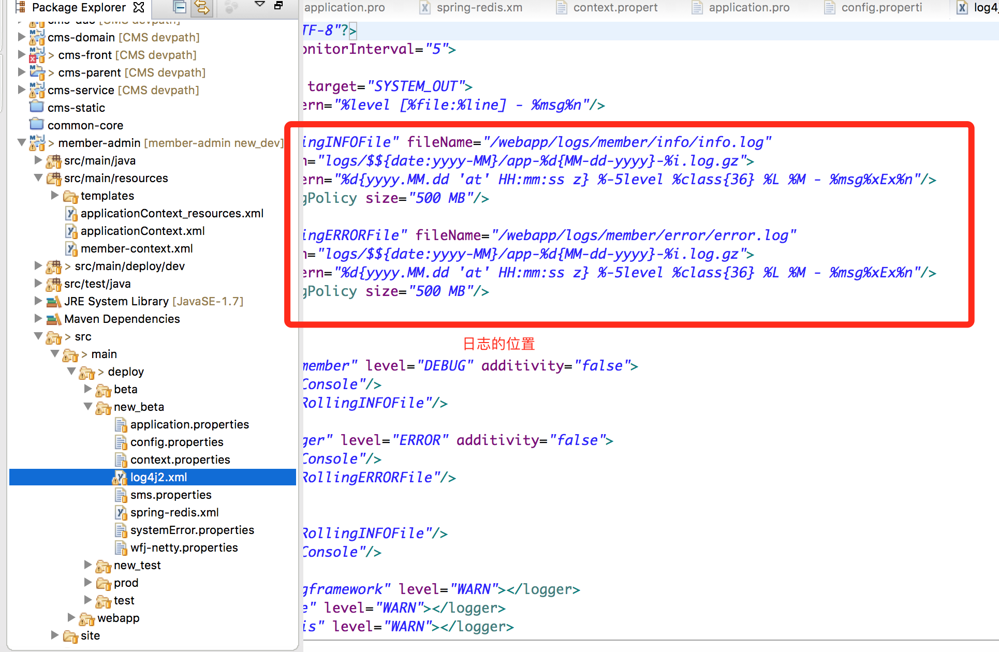 Package Explorer
cms-dao [CMS devpath]
cms-domain [CMS devpath]
> cms-front [CMS devpath]
> cms-parent [CMS devpath]
cms-service [CMS devpath]
cms-static
common-core
> member-admin [member-admin new_dev]
src/main/java
src/main/resources
templates
applicationContext_resources.xml
applicationContext.xml
member-context.xml
> src/main/deploy/dev
src/test/java
JRE System Library [JavaSE-1.7]
Maven Dependencies
> src
> main
> deploy
beta
new_beta
application.properties
config.properties
context.properties
log4j2.xml
sms.properties
spring-redis.xml
systemError.properties
wfj-netty.properties
new_test
prod
test
webapp
site
application.pro
spring-redis.xm
context.propert
application.pro
config.properti
log4
TF-8"?>
onitorInterval="5">
target="SYSTEM_OUT">
ern="%level [%file:%line] - %msg%n"/>
ingINFOFile" fileName="/webapp/logs/member/info/info.log"
n="logs/$${date:yyyy-MM}/app-%d{MM-dd-yyyy}-%i.log.gz">
ern="%d{yyyy.MM.dd 'at' HH:mm:ss z} %-5level %class{36} %L %M - %msg%xEx%n"/>
gPolicy size="500 MB"/>
ingERRORFile" fileName="/webapp/logs/member/error/error.log"
n="logs/$${date:yyyy-MM}/app-%d{MM-dd-yyyy}-%i.log.gz">
ern="%d{yyyy.MM.dd 'at' HH:mm:ss z} %-5level %class{36} %L %M - %msg%xEx%n"/>
gPolicy size="500 MB"/>
日志的位置
member" level="DEBUG" additivity="false">
Console"/>
RollingINFOFile"/>
ger" level="ERROR" additivity="false">
Console"/>
RollingERRORFile"/>
RollingINFOFile"/>
Console"/>
gframework" level="WARN"></logger>
e" level="WARN"></logger>
is" level="WARN"></logger>